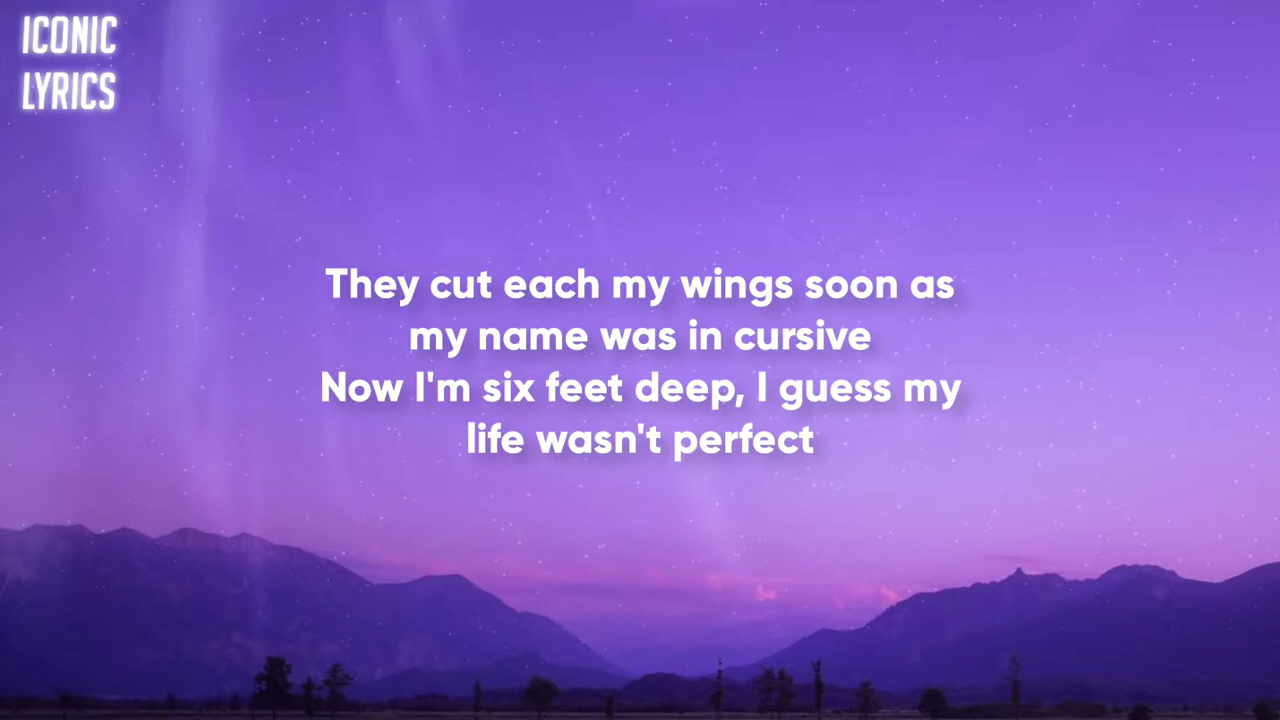 ICONIC
LYRICS
They cut each my wings soon as
my name was in cursive
Now I'm six feet deep, I guess my
life wasn't perfect